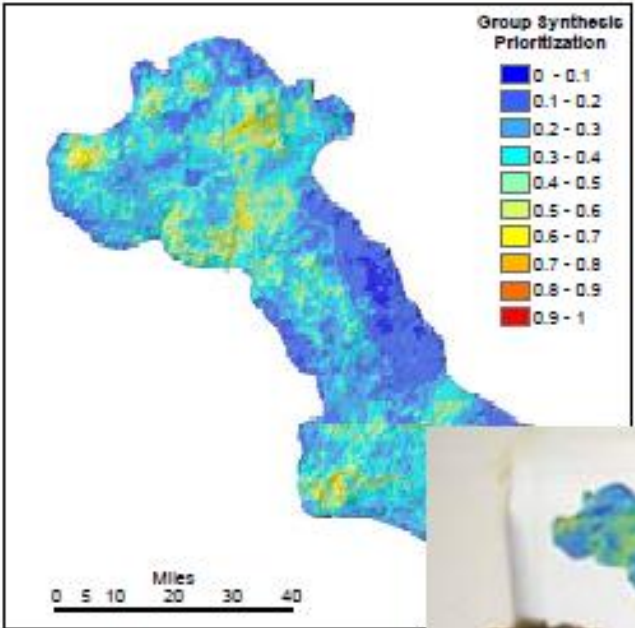 Group Synthesis
Prioritization
0 - 0.1
0.1 - 0.2
0.2 - 0.3
0.3 - 0.4
0.4 - 0.5
0.5 - 0.6
0.6 - 0.7
0.7 - 0.8
0.8 - 0.9
0.9 - 1
Miles
0 5 10 20 30 40